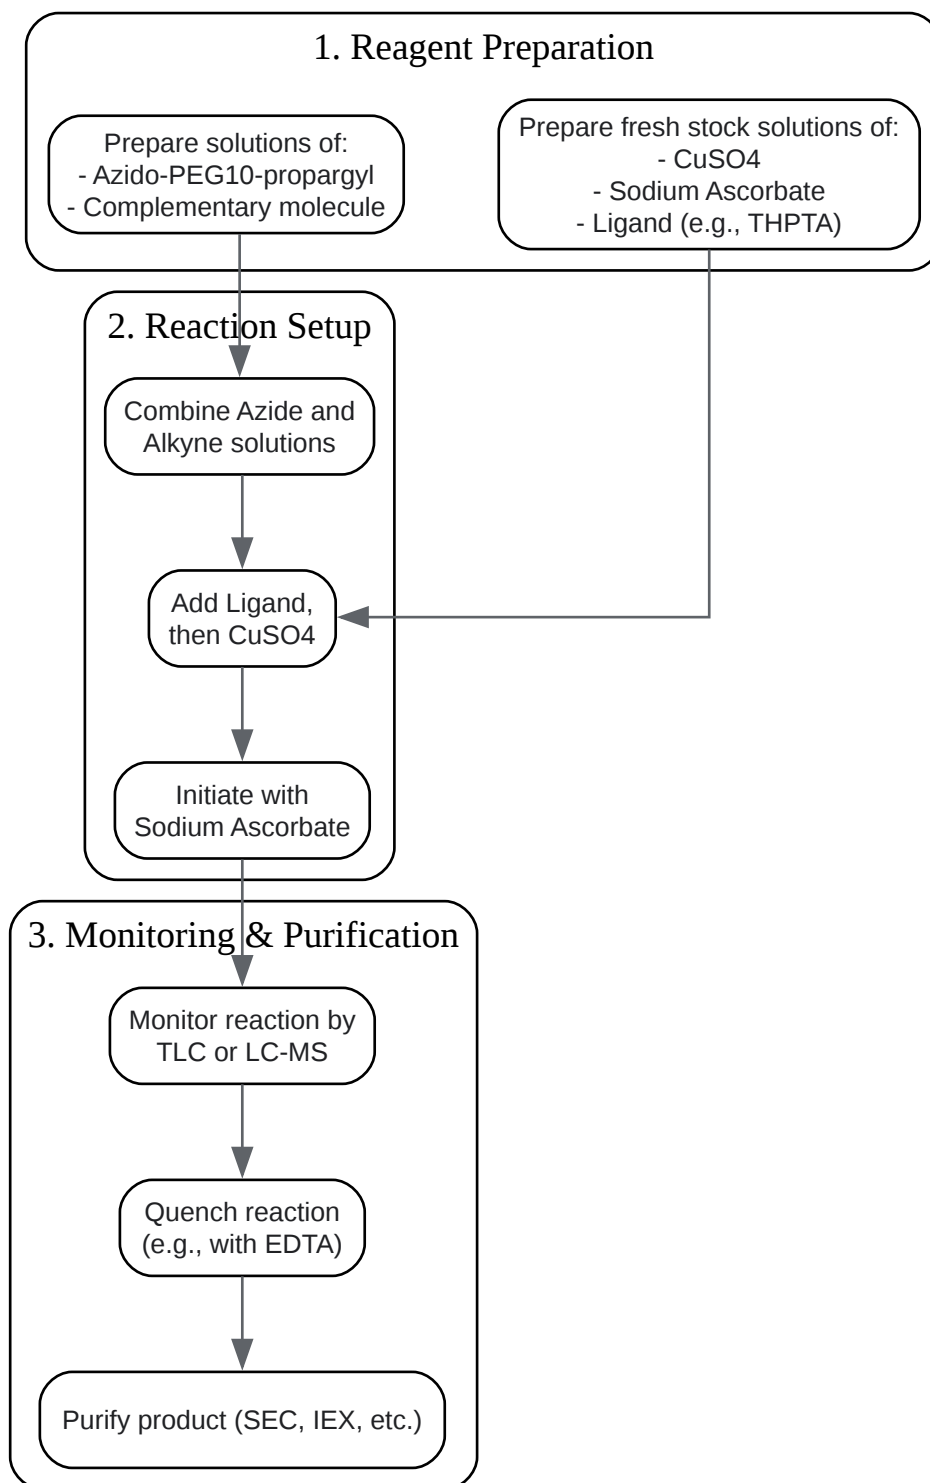 1. Reagent Preparation
Prepare solutions of:
- Azido-PEG10-propargyl
- Complementary molecule
Prepare fresh stock solutions of:
- CuSO4
- Sodium Ascorbate
- Ligand (e.g., THPTA)
2. Reaction Setup
Combine Azide and
Alkyne solutions
Add Ligand,
then CuSO4
Initiate with
Sodium Ascorbate
3. Monitoring & Purification
Monitor reaction by
TLC or LC-MS
Quench reaction
(e.g., with EDTA)
Purify product (SEC, IEX, etc.)